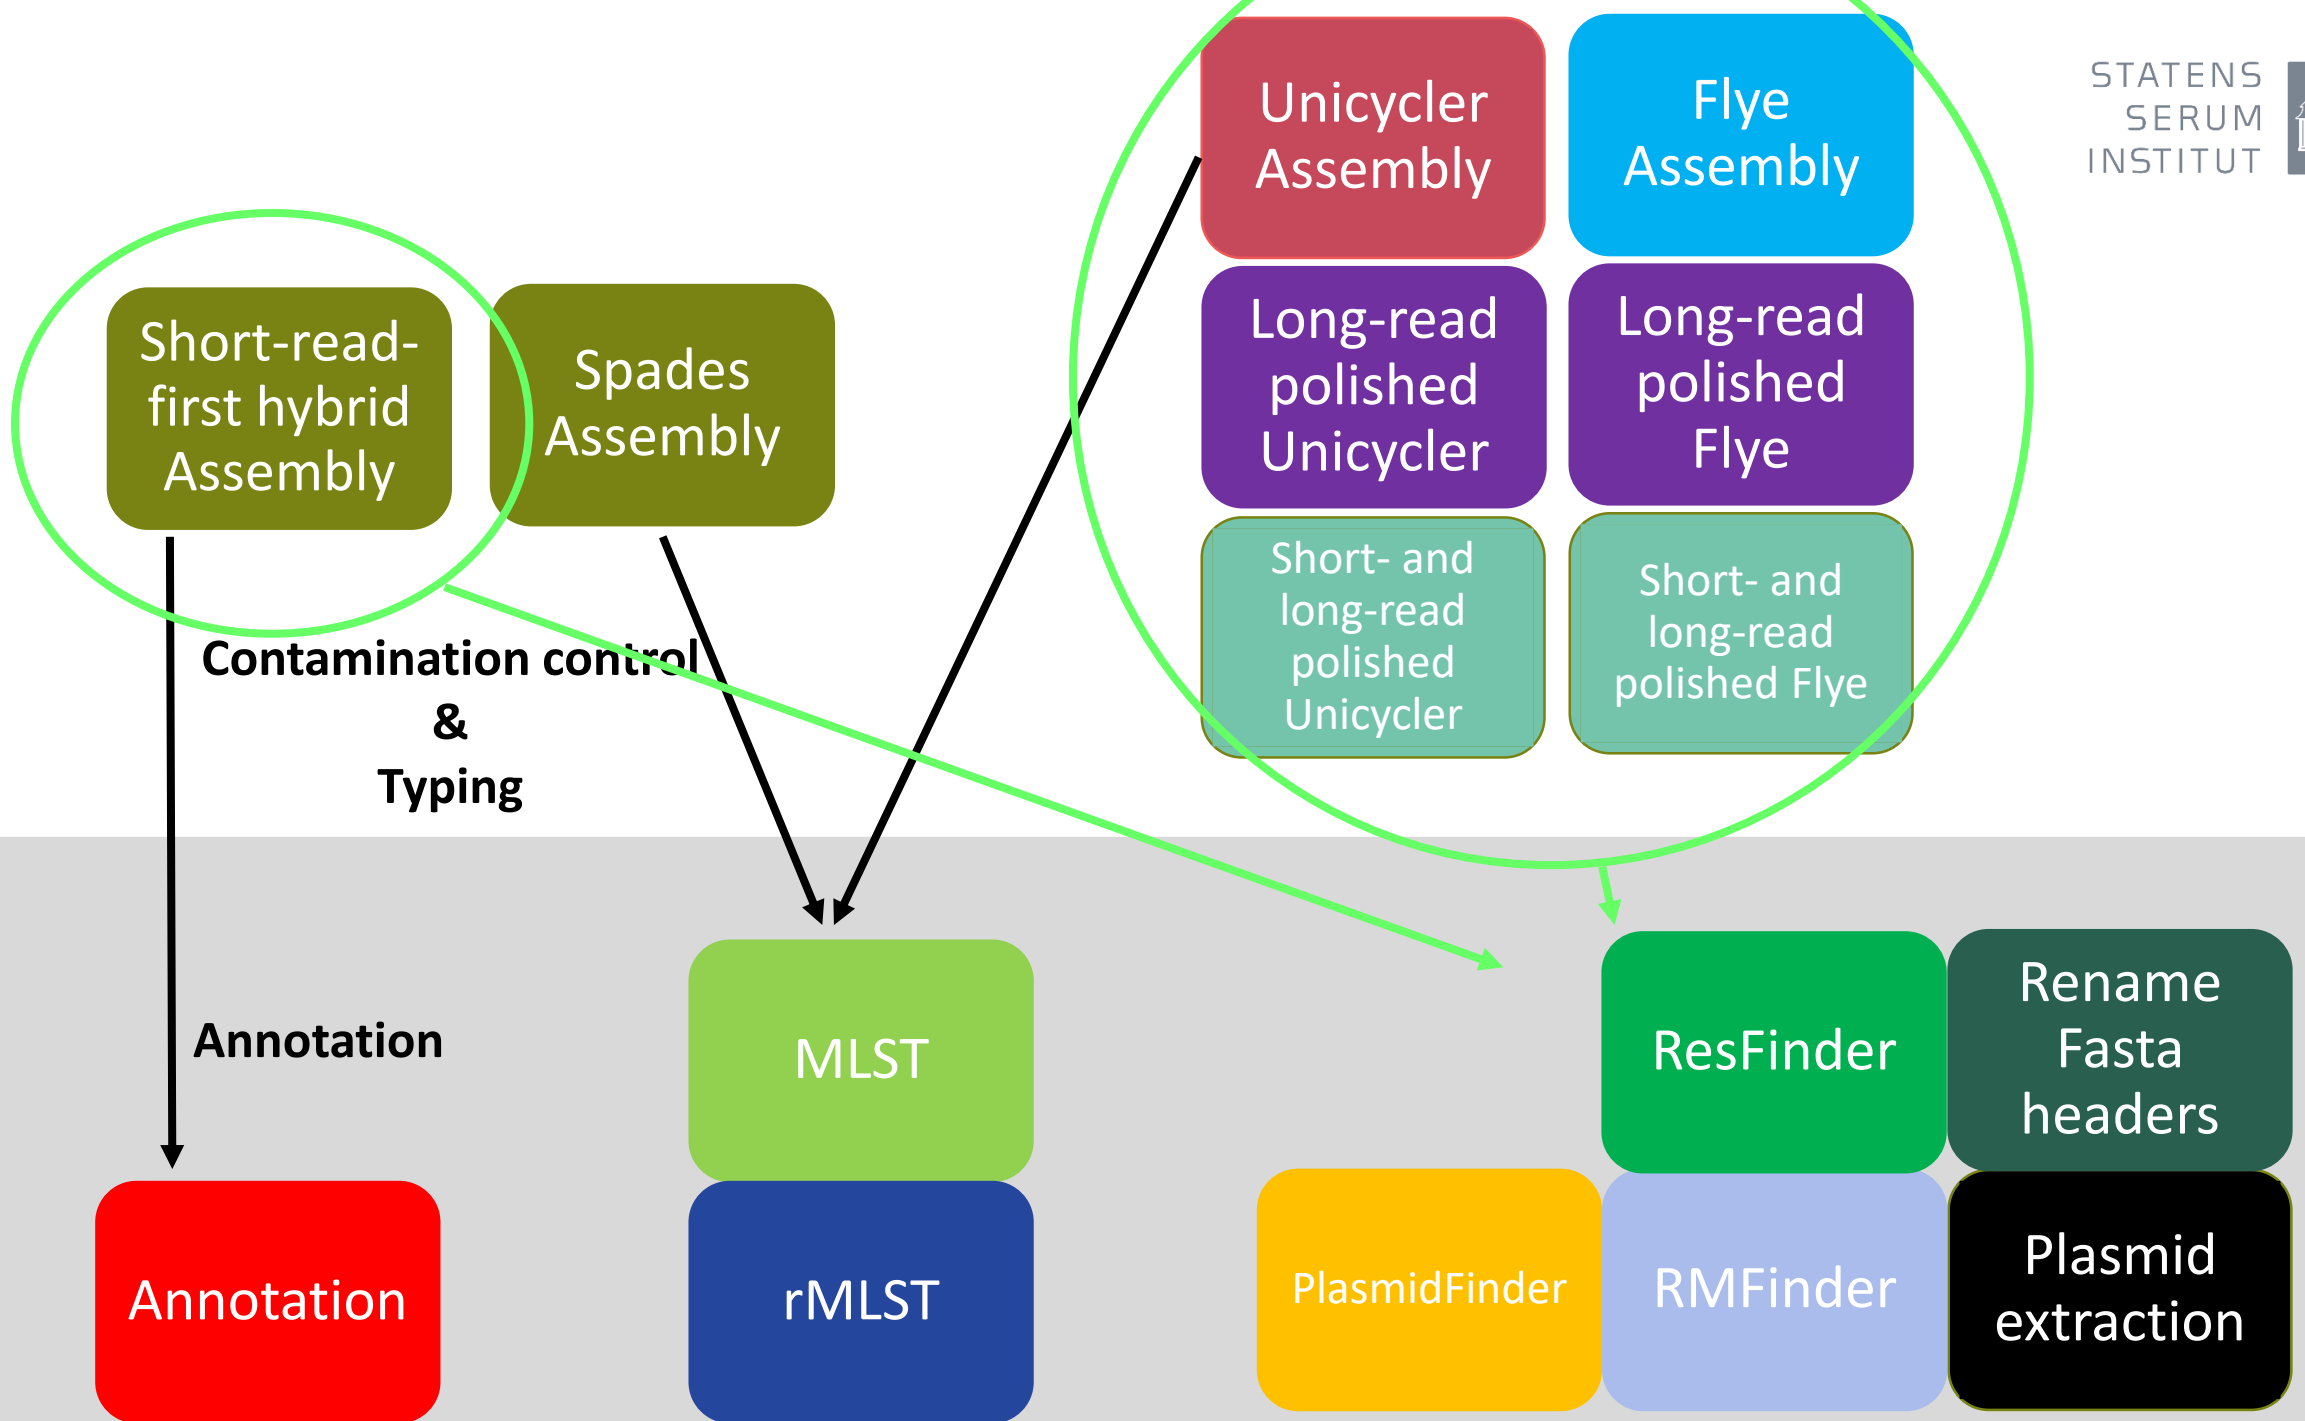 Unicycler
Assembly
Flye
Assembly
STATENS
SERUM
INSTITUT
Short-read-
first hybrid
Assembly
Spades
Assembly
Long-read
polished
Unicycler
Long-read
polished
Flye
Short- and
long-read
polished
Unicycler
Short- and
long-read
polished Flye
Contamination control
&
Typing
Annotation
MLST
ResFinder
Rename
Fasta
headers
Annotation
rMLST
PlasmidFinder
RMFinder
Plasmid
extraction